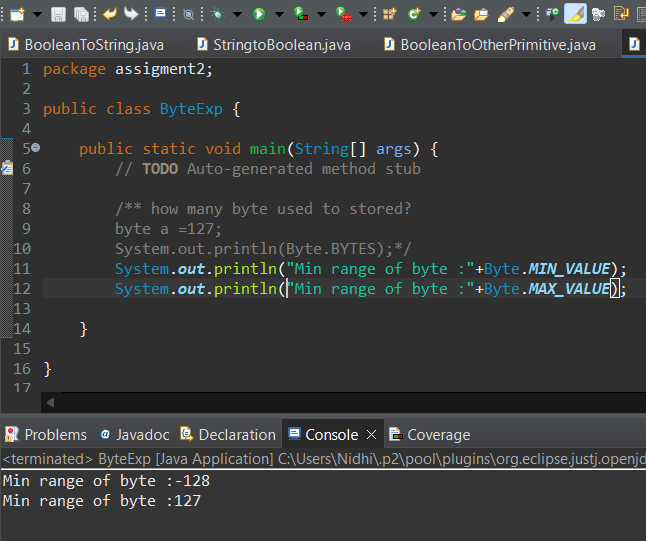 BooleanToString.java StringtoBoolean.java BooleanToOtherPrimitive.java
1 package assigment2;
2
3 public class ByteExp {
4
5 public static void main(String[] args) {
6 // TODO Auto-generated method stub
7
8 /** how many byte used to stored?
9 byte a =127;
10 System.out.println(Byte.BYTES);*/
11 System.out.println("Min range of byte :"+Byte.MIN_VALUE);
12 System.out.println("Min range of byte :"+Byte.MAX_VALUE);
13
14 }
15
16 }
17
Problems Javadoc Declaration Console Coverage
<terminated> ByteExp [Java Application] C:\Users\Nidhi\.p2\pool\plugins\org.eclipse.justj.openjd
Min range of byte :-128
Min range of byte :127